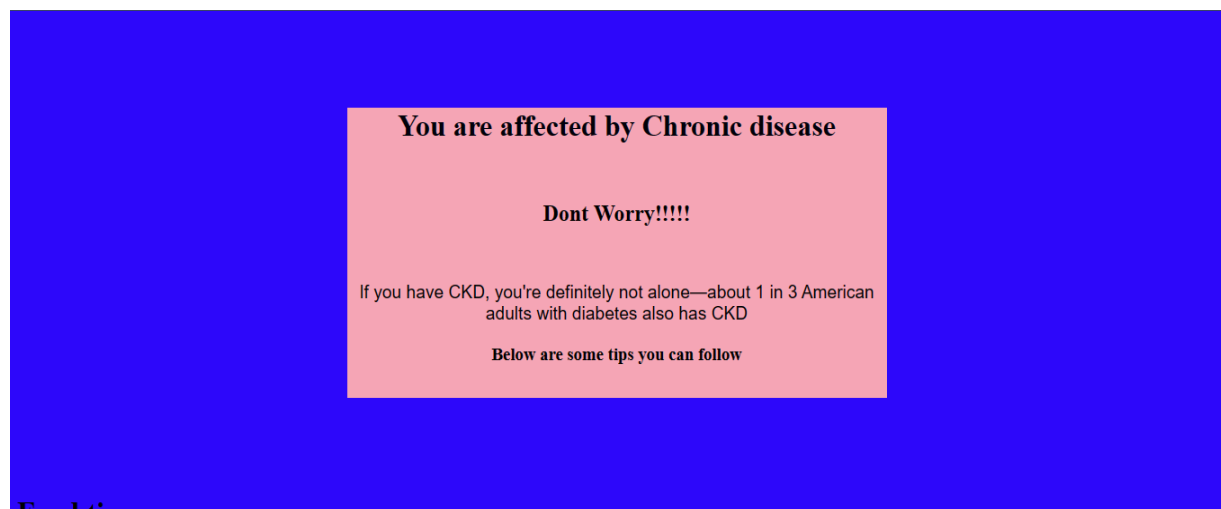 You are affected by Chronic disease
Dont Worry!!!!!
If you have CKD, you're definitely not alone—about 1 in 3 American
adults with diabetes also has CKD
Below are some tips you can follow